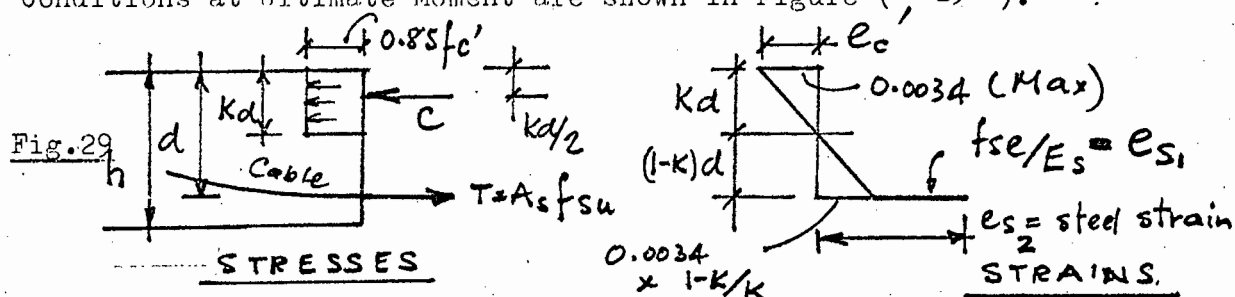 conditions at Ultimate Moment are shown in Figure
0.85fc'
Kd
C
Kd/2
d
h
Fig.29
Cable
T=Asfsu
STRESSES
ec'
0.0034 (Max)
Kd
(1-K)d
fse/Es = es1
es2 = steel strain
0.0034
x 1-K/K
STRAINS.